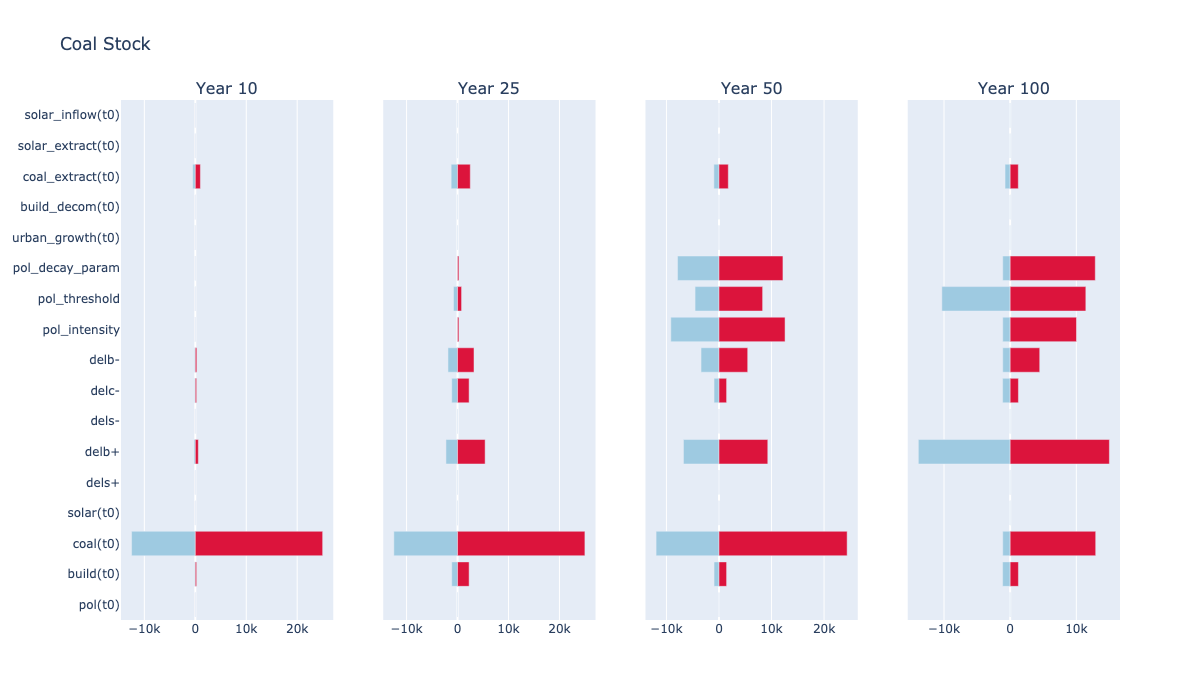 Coal Stock
Year 10 Year 25 Year 50 Year 100
solar_inflow(t0)
solar_extract(t0)
coal_extract(t0)
build_decom(t0)
urban_growth(t0)
pol_decay_param
pol_threshold
pol_intensity
delb-
delc-
dels-
delb+
dels+
solar(t0)
coal(t0)
build(t0)
pol(t0)
−10k 0 10k 20k −10k 0 10k 20k −10k 0 10k 20k −10k 0 10k